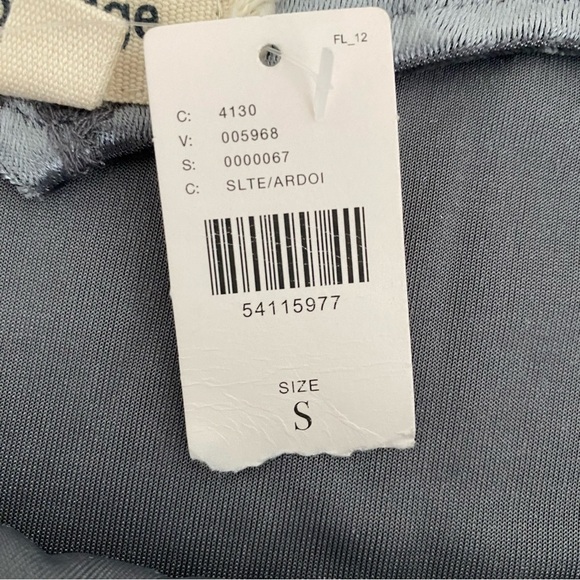 FL_12
C: 4130
V: 005968
S: 0000067
C: SLTE/ARDOI
54115977
SIZE
S